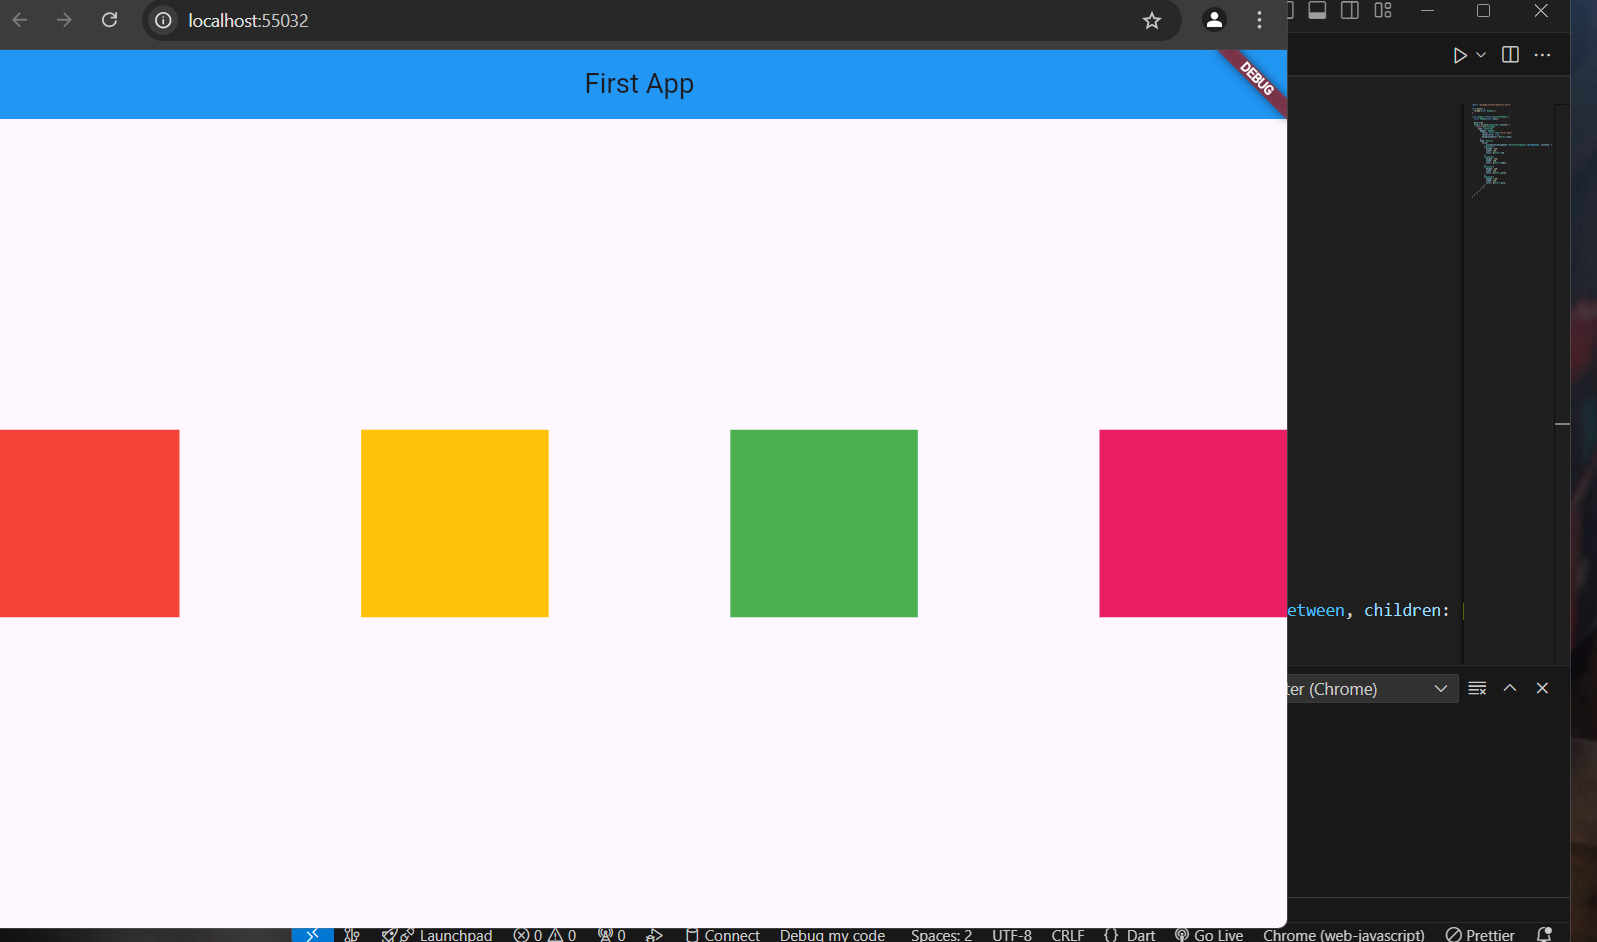 localhost:55032
First App
DEBUG
etween, children:
ter (Chrome)
Launchpad 0 0 0 Connect Debug my code Spaces: 2 UTF-8 CRLF {} Dart Go Live Chrome (web-javascript) Prettier